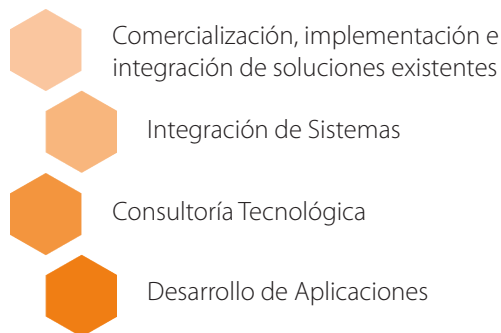 Comercialización, implementación e
integración de soluciones existentes
Integración de Sistemas
Consultoría Tecnológica
Desarrollo de Aplicaciones